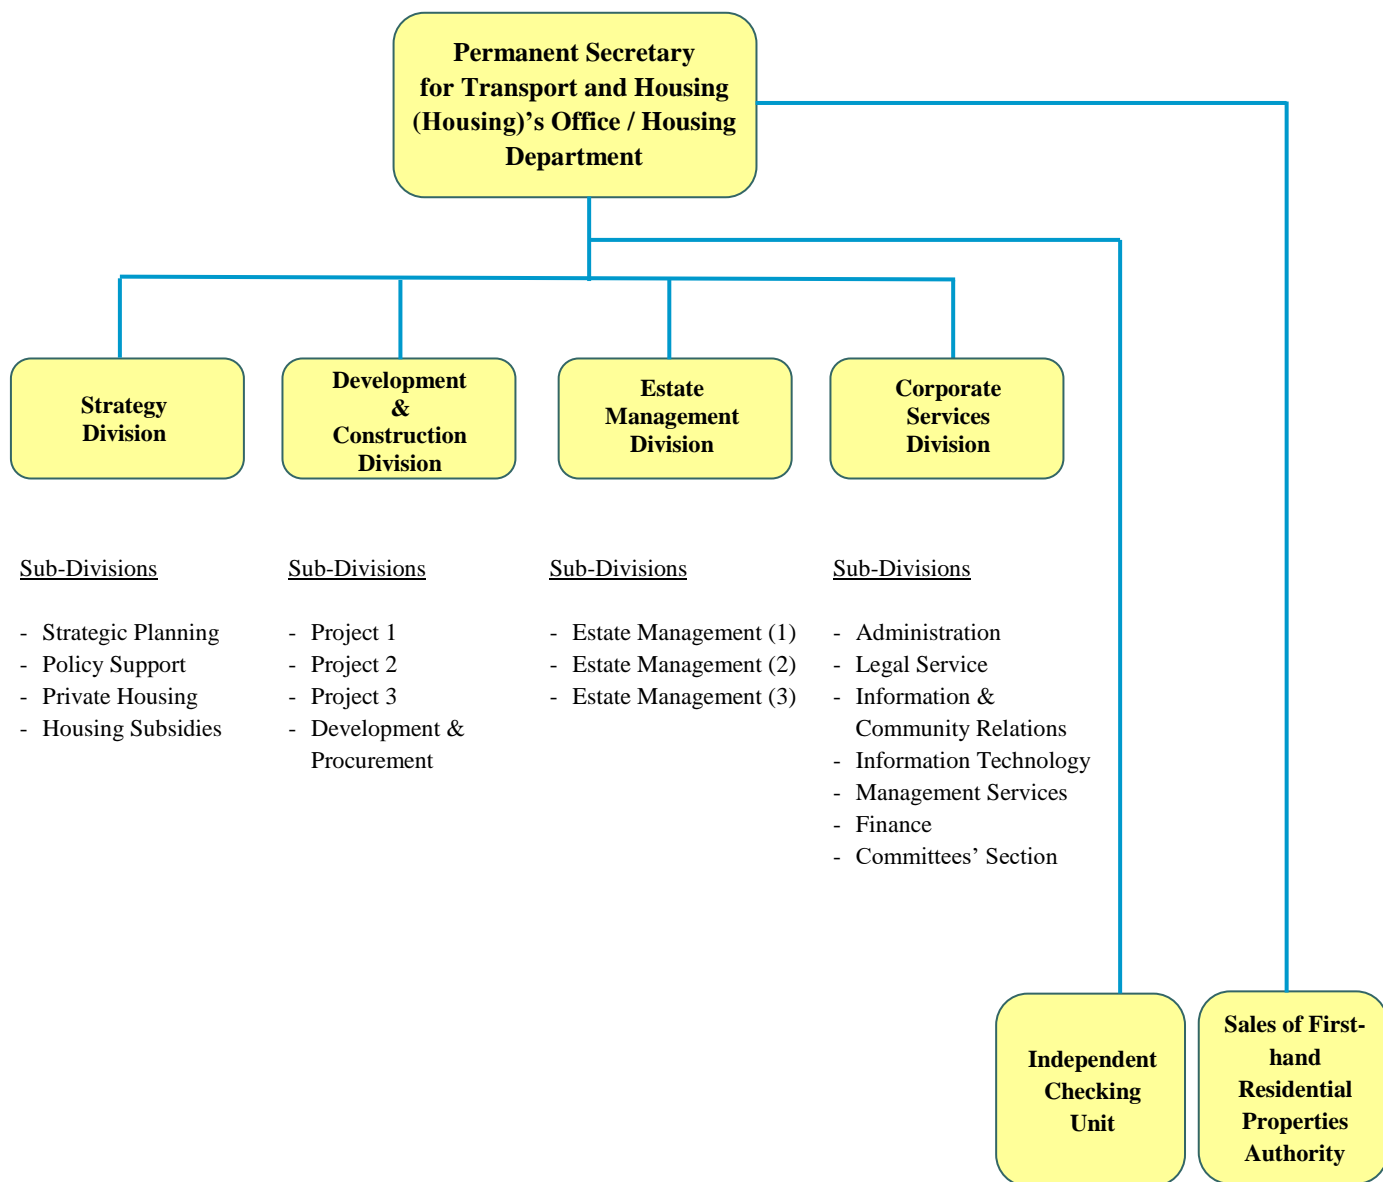 Permanent Secretary
for Transport and Housing
(Housing)’s Office / Housing
Department
Strategy
Division
Development
&
Construction
Division
Estate
Management
Division
Corporate
Services
Division
Sub-Divisions
- Strategic Planning
- Policy Support
- Private Housing
- Housing Subsidies
Sub-Divisions
- Project 1
- Project 2
- Project 3
- Development &
Procurement
Sub-Divisions
- Estate Management (1)
- Estate Management (2)
- Estate Management (3)
Sub-Divisions
- Administration
- Legal Service
- Information &
Community Relations
- Information Technology
- Management Services
- Finance
- Committees’ Section
Independent
Checking
Unit
Sales of First-
hand
Residential
Properties
Authority